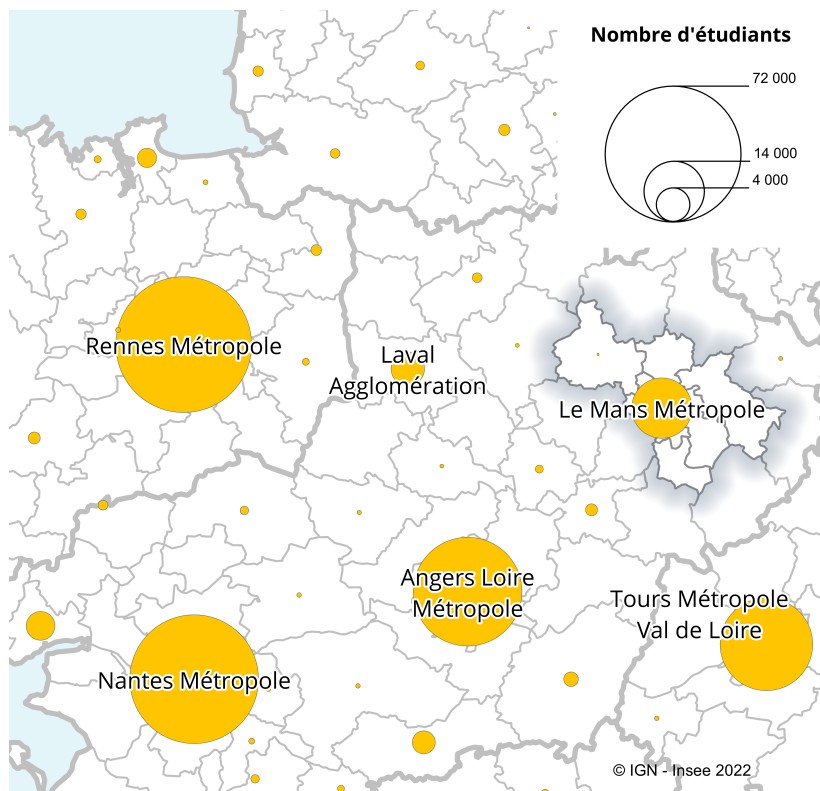 Nombre d'étudiants
72 000
14 000
4 000
Rennes Métropole
Laval
Agglomération
Le Mans Métropole
Angers Loire
Métropole
Tours Métropole
Val de Loire
Nantes Métropole
© IGN - Insee 2022